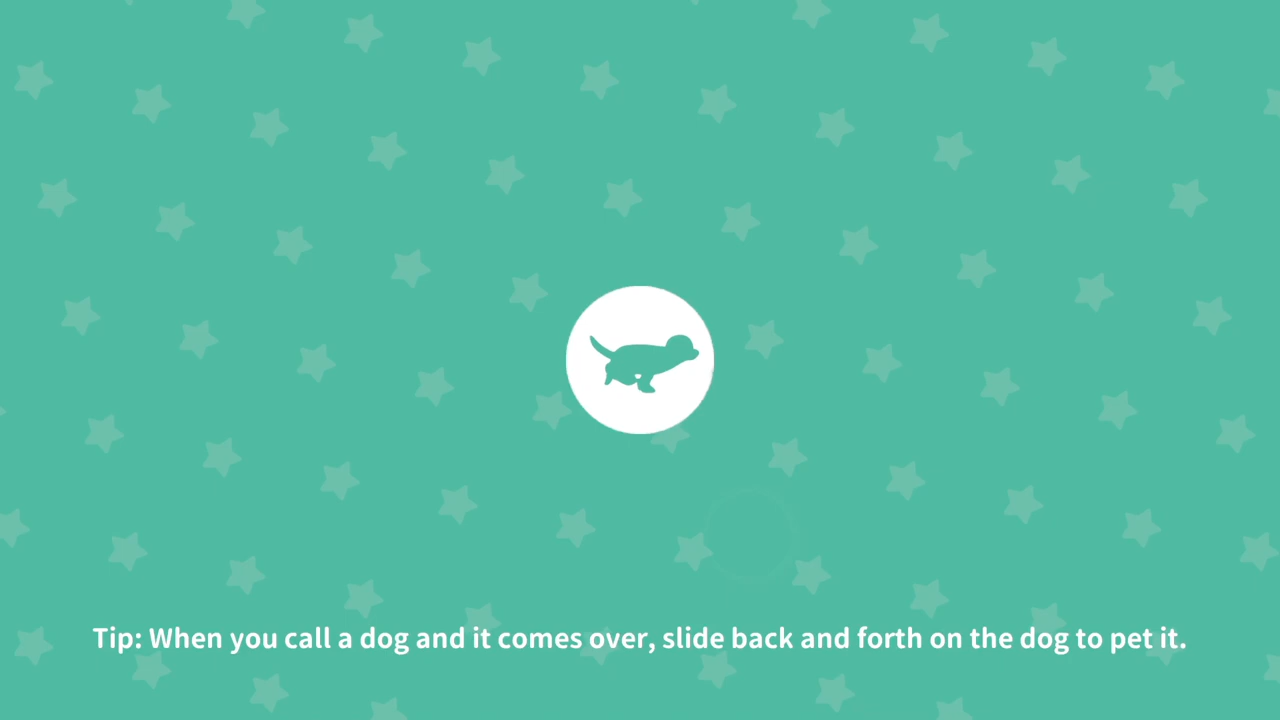 Tip: When you call a dog and it comes over, slide back and forth on the dog to pet it.